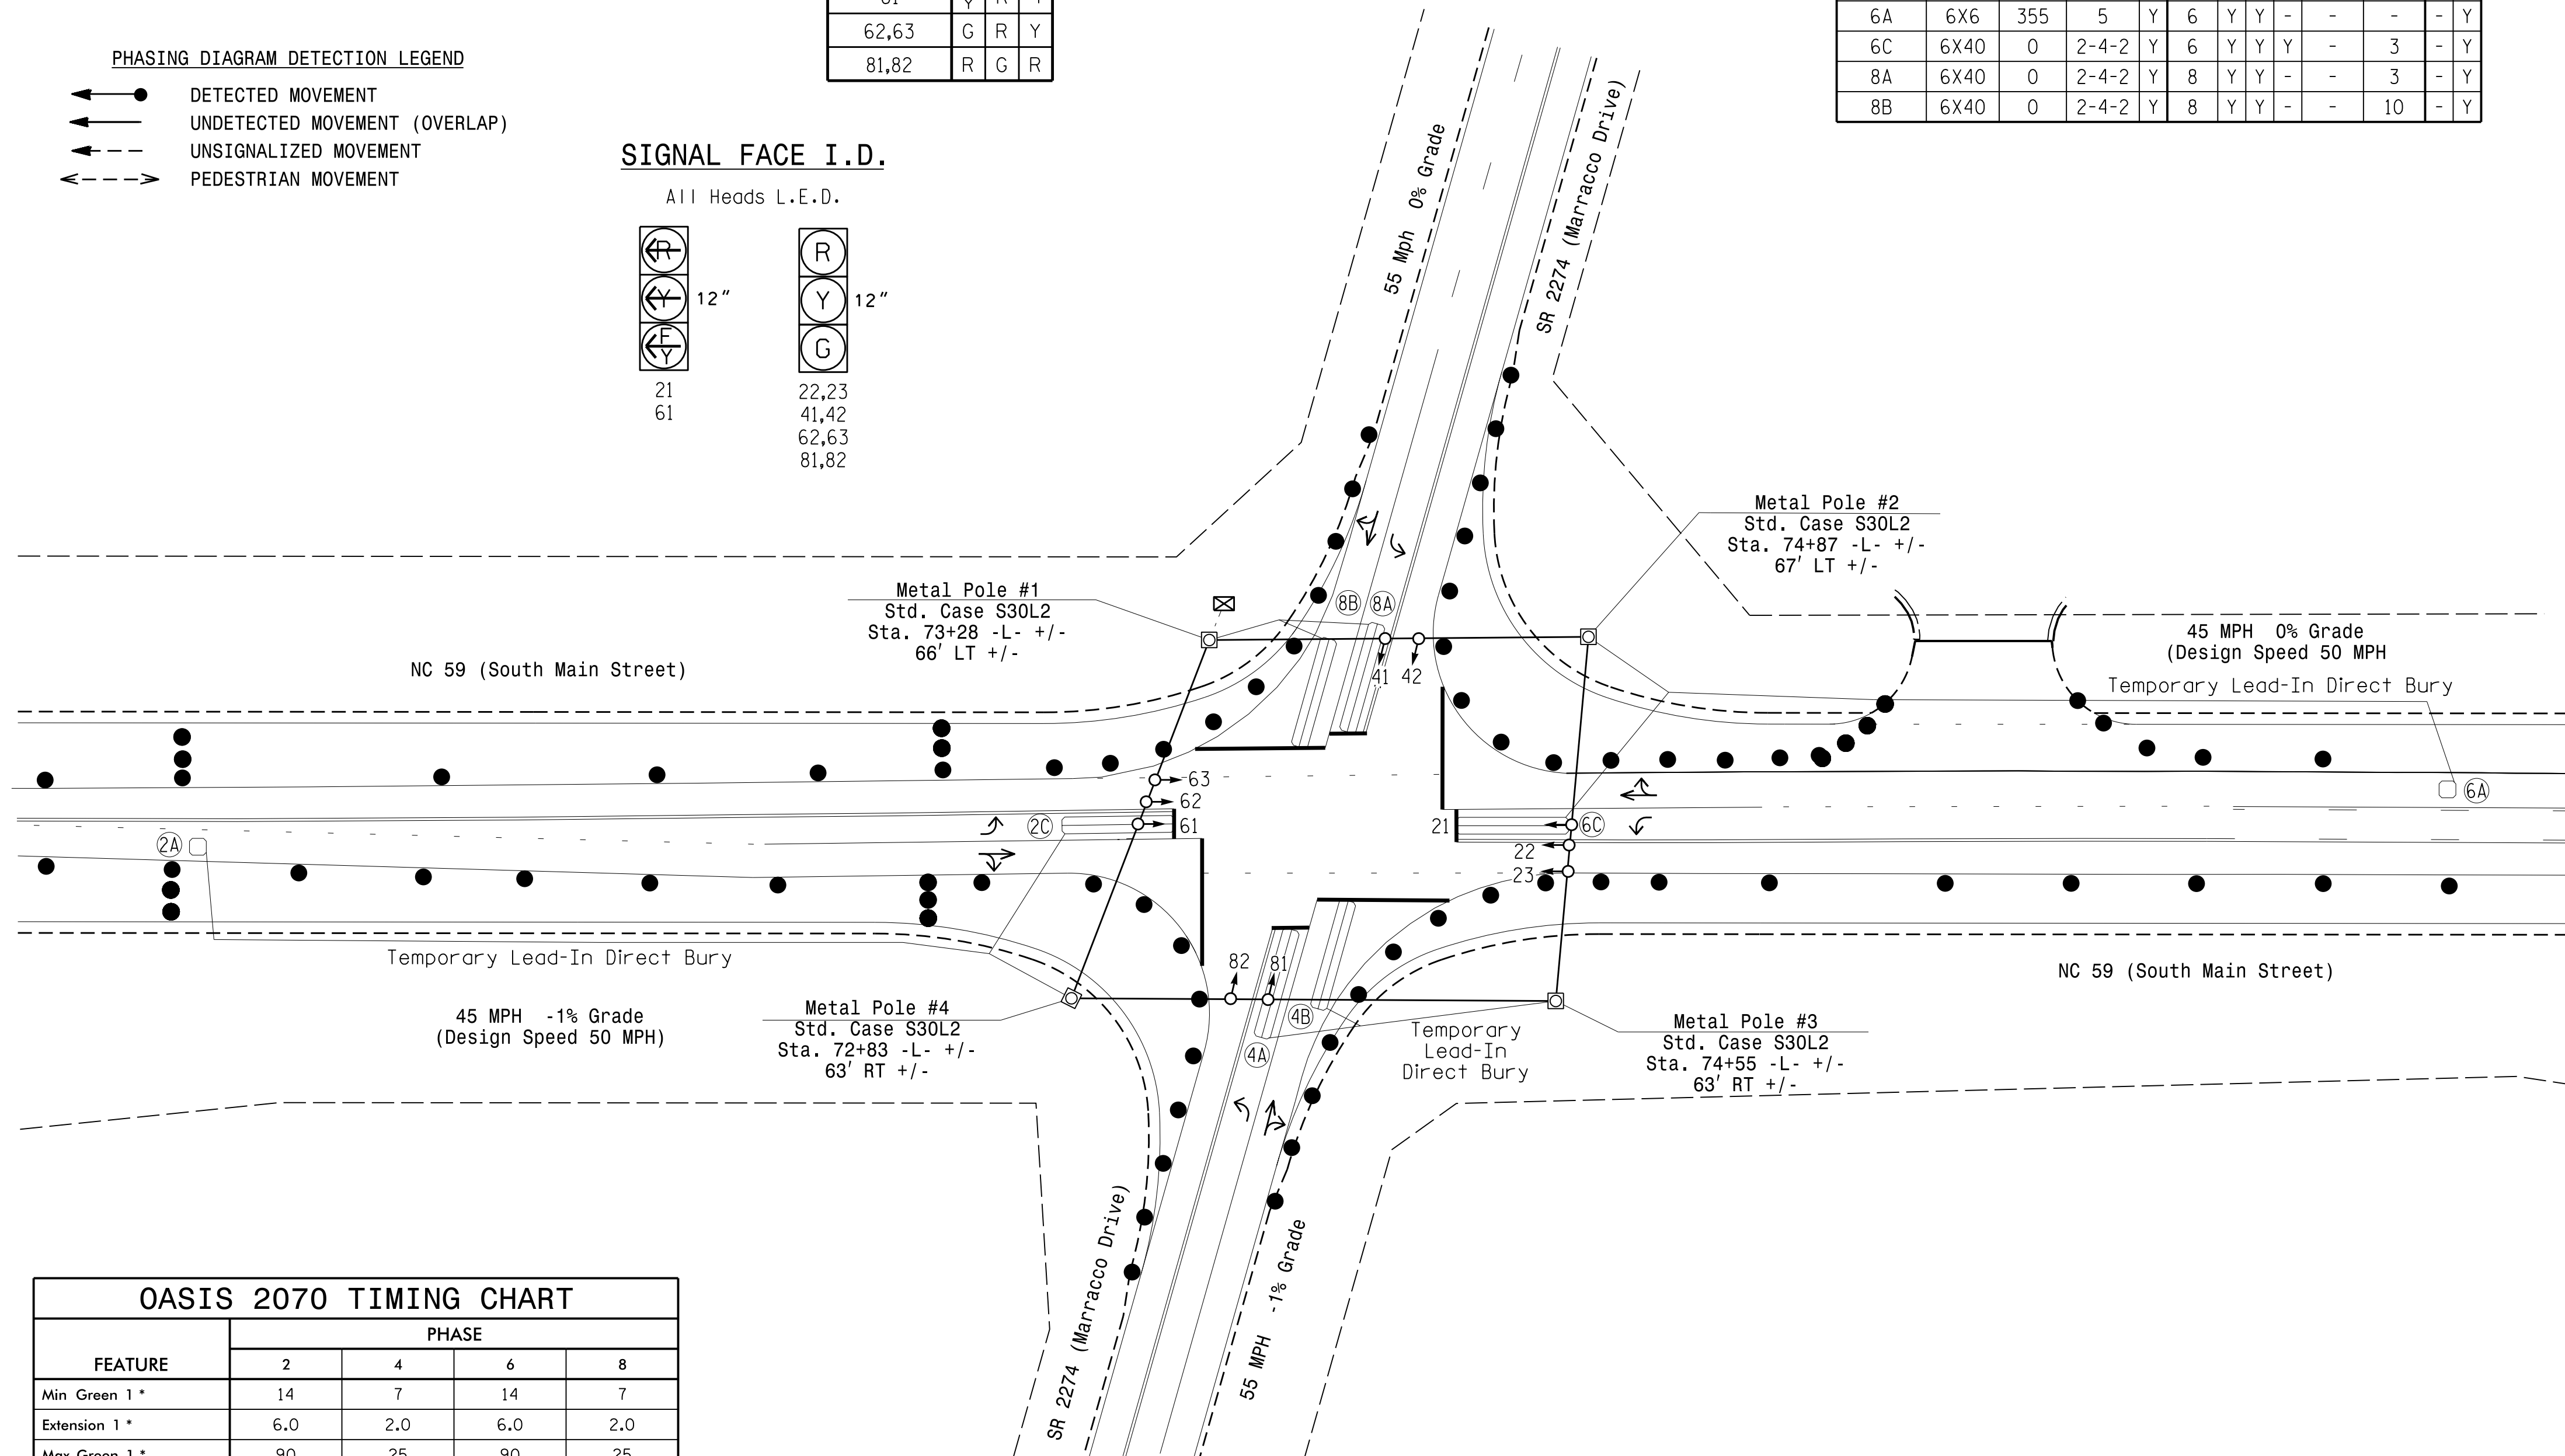 62,63 G R Y
81,82 R G R
6A 6X6 355 5 Y 6 Y Y - - - - Y
6C 6X40 0 2-4-2 Y 6 Y Y Y - 3 - Y
8A 6X40 0 2-4-2 Y 8 Y Y - - 3 - Y
8B 6X40 0 2-4-2 Y 8 Y Y - - 10 - Y
PHASING DIAGRAM DETECTION LEGEND
DETECTED MOVEMENT
UNDETECTED MOVEMENT (OVERLAP)
UNSIGNALIZED MOVEMENT
PEDESTRIAN MOVEMENT
SIGNAL FACE I.D.
All Heads L.E.D.
R
Y
F
Y
12"
21
61
R
Y
G
12"
22,23
41,42
62,63
81,82
55 Mph 0% Grade
SR 2274 (Marracco Drive)
Metal Pole #2
Std. Case S30L2
Sta. 74+87 -L- +/-
67' LT +/-
Metal Pole #1
Std. Case S30L2
Sta. 73+28 -L- +/-
66' LT +/-
8B
8A
41
42
NC 59 (South Main Street)
45 MPH 0% Grade
(Design Speed 50 MPH
Temporary Lead-In Direct Bury
6A
63
62
61
2C
2A
21
6C
22
23
Temporary Lead-In Direct Bury
45 MPH -1% Grade
(Design Speed 50 MPH)
82
81
4B
4A
Metal Pole #4
Std. Case S30L2
Sta. 72+83 -L- +/-
63' RT +/-
Temporary
Lead-In
Direct Bury
Metal Pole #3
Std. Case S30L2
Sta. 74+55 -L- +/-
63' RT +/-
NC 59 (South Main Street)
SR 2274 (Marracco Drive)
55 MPH -1% Grade
OASIS 2070 TIMING CHART
FEATURE
PHASE
2 4 6 8
Min Green 1 * 14 7 14 7
Extension 1 * 6.0 2.0 6.0 2.0
Max Green 1 * 90 25 90 25